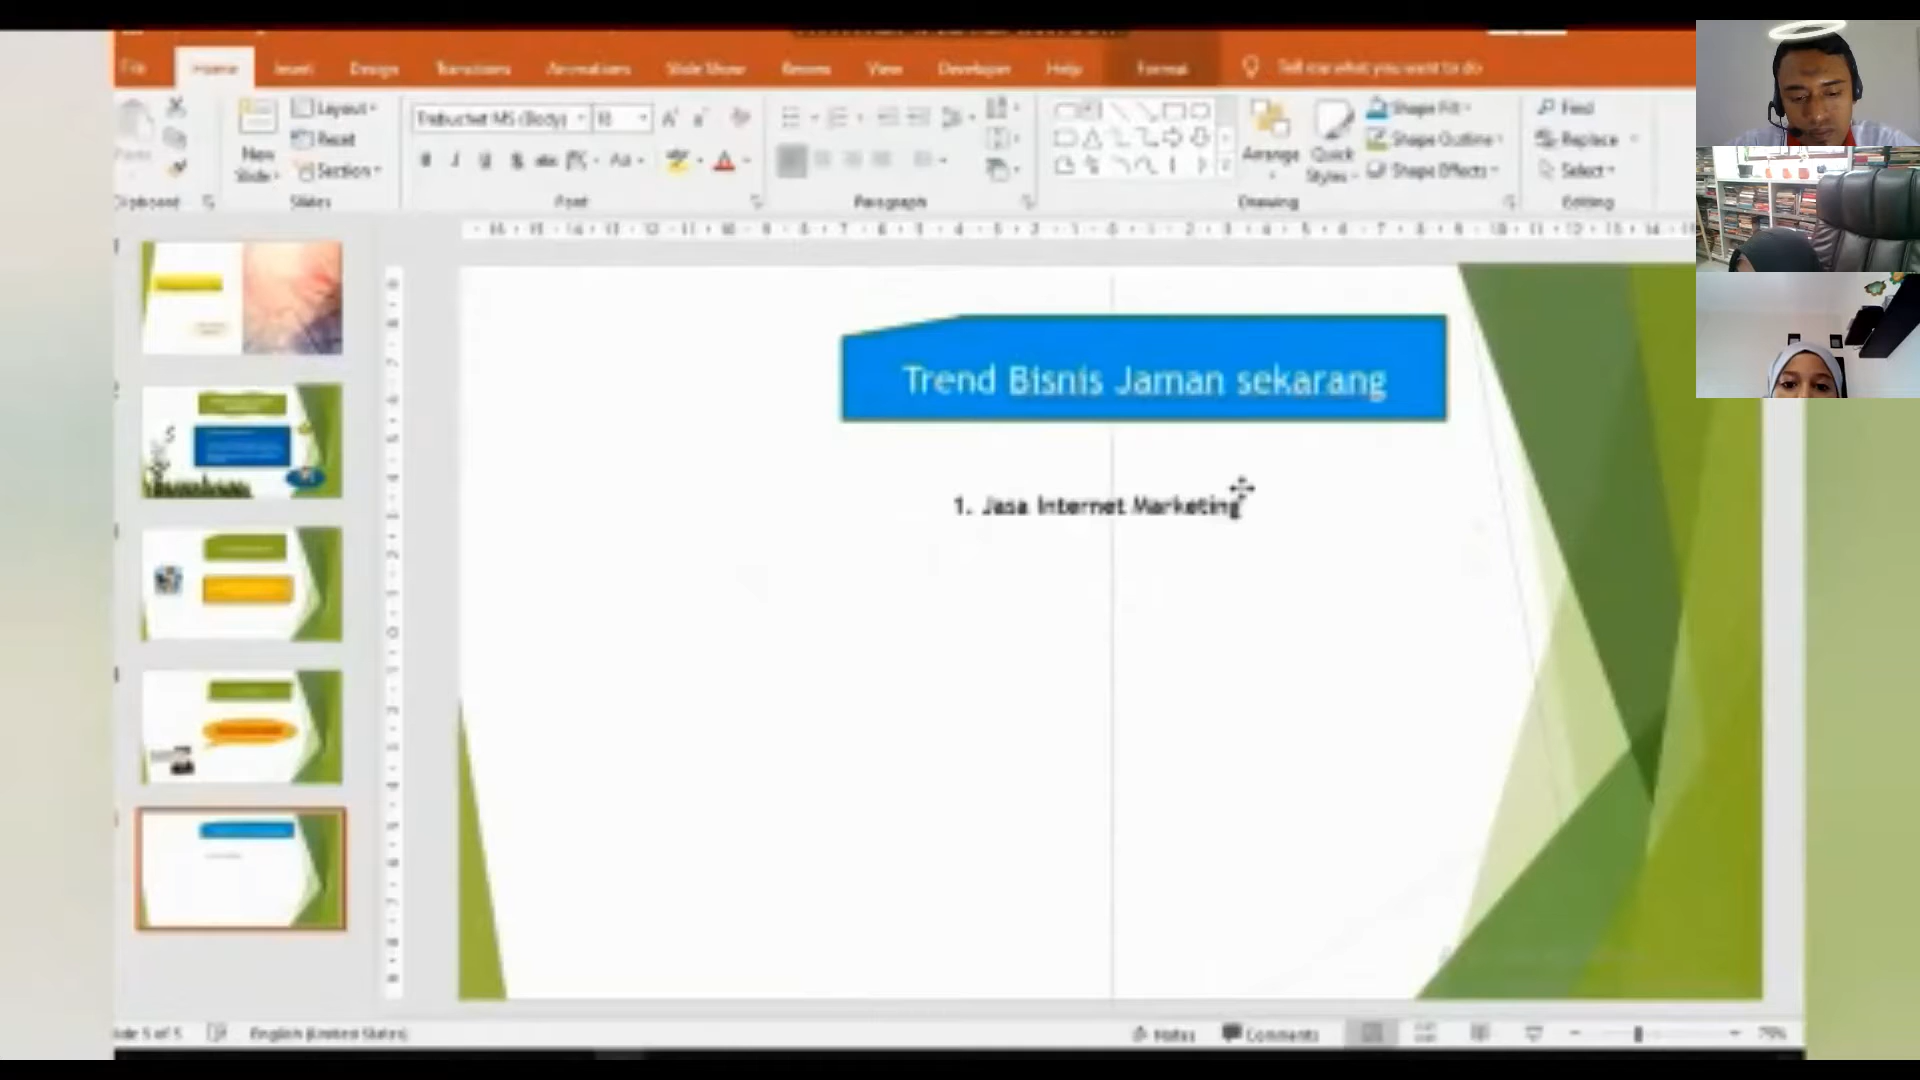 File Home Insert Design Transitions Animations Slide Show Review View Developer Help Format Tell me what you want to do
Paste
New Slide
Layout
Reset
Section
Trebuchet MS (Body) 18
Arrange
Quick Styles
Shape Fill
Shape Outline
Shape Effects
Find
Replace
Select
Clipboard Slides Font Paragraph Drawing Editing
Trend Bisnis Jaman sekarang
1. Jasa Internet Marketing
5 of 5 English (United States) Notes Comments 79%